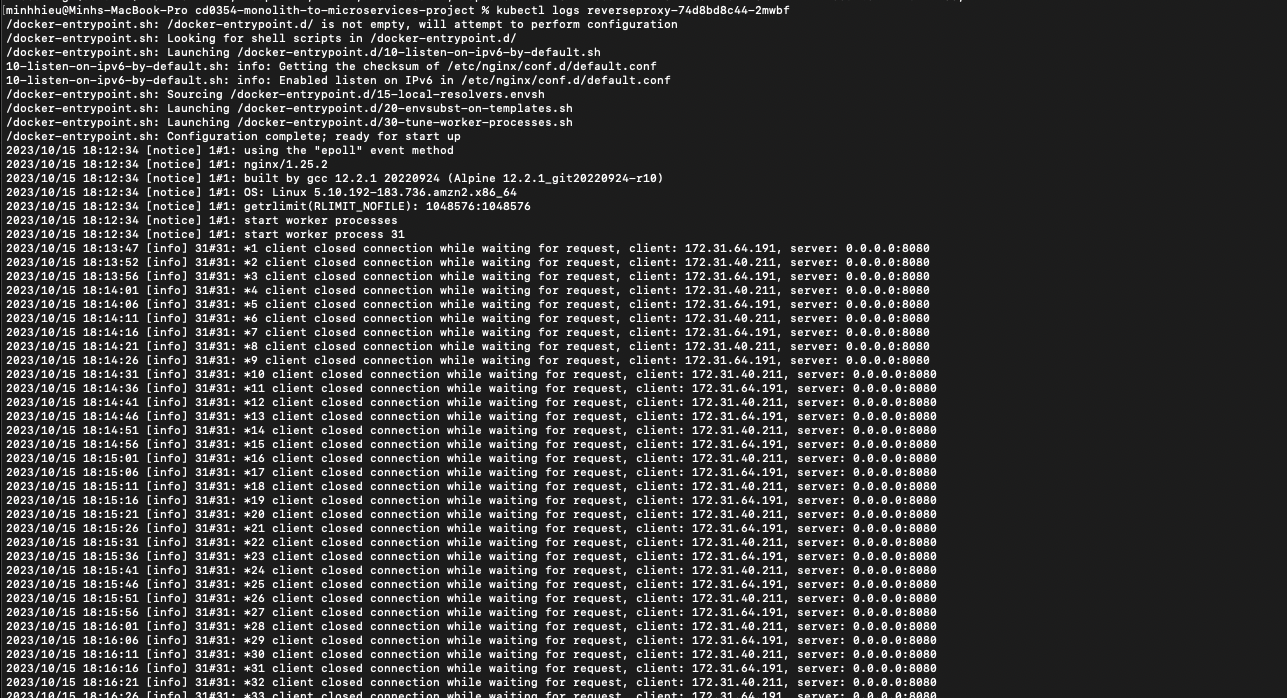 minhhieu@Minhs-MacBook-Pro cd0354-monolith-to-microservices-project % kubectl logs reverseproxy-74d8bd8c44-2mwbf
/docker-entrypoint.sh: /docker-entrypoint.d/ is not empty, will attempt to perform configuration
/docker-entrypoint.sh: Looking for shell scripts in /docker-entrypoint.d/
/docker-entrypoint.sh: Launching /docker-entrypoint.d/10-listen-on-ipv6-by-default.sh
10-listen-on-ipv6-by-default.sh: info: Getting the checksum of /etc/nginx/conf.d/default.conf
10-listen-on-ipv6-by-default.sh: info: Enabled listen on IPv6 in /etc/nginx/conf.d/default.conf
/docker-entrypoint.sh: Sourcing /docker-entrypoint.d/15-local-resolvers.envsh
/docker-entrypoint.sh: Launching /docker-entrypoint.d/20-envsubst-on-templates.sh
/docker-entrypoint.sh: Launching /docker-entrypoint.d/30-tune-worker-processes.sh
/docker-entrypoint.sh: Configuration complete; ready for start up
2023/10/15 18:12:34 [notice] 1#1: using the "epoll" event method
2023/10/15 18:12:34 [notice] 1#1: nginx/1.25.2
2023/10/15 18:12:34 [notice] 1#1: built by gcc 12.2.1 20220924 (Alpine 12.2.1_git20220924-r10)
2023/10/15 18:12:34 [notice] 1#1: OS: Linux 5.10.192-183.736.amzn2.x86_64
2023/10/15 18:12:34 [notice] 1#1: getrlimit(RLIMIT_NOFILE): 1048576:1048576
2023/10/15 18:12:34 [notice] 1#1: start worker processes
2023/10/15 18:12:34 [notice] 1#1: start worker process 31
2023/10/15 18:13:47 [info] 31#31: *1 client closed connection while waiting for request, client: 172.31.64.191, server: 0.0.0.0:8080
2023/10/15 18:13:52 [info] 31#31: *2 client closed connection while waiting for request, client: 172.31.40.211, server: 0.0.0.0:8080
2023/10/15 18:13:56 [info] 31#31: *3 client closed connection while waiting for request, client: 172.31.64.191, server: 0.0.0.0:8080
2023/10/15 18:14:01 [info] 31#31: *4 client closed connection while waiting for request, client: 172.31.40.211, server: 0.0.0.0:8080
2023/10/15 18:14:06 [info] 31#31: *5 client closed connection while waiting for request, client: 172.31.64.191, server: 0.0.0.0:8080
2023/10/15 18:14:11 [info] 31#31: *6 client closed connection while waiting for request, client: 172.31.40.211, server: 0.0.0.0:8080
2023/10/15 18:14:16 [info] 31#31: *7 client closed connection while waiting for request, client: 172.31.64.191, server: 0.0.0.0:8080
2023/10/15 18:14:21 [info] 31#31: *8 client closed connection while waiting for request, client: 172.31.40.211, server: 0.0.0.0:8080
2023/10/15 18:14:26 [info] 31#31: *9 client closed connection while waiting for request, client: 172.31.64.191, server: 0.0.0.0:8080
2023/10/15 18:14:31 [info] 31#31: *10 client closed connection while waiting for request, client: 172.31.40.211, server: 0.0.0.0:8080
2023/10/15 18:14:36 [info] 31#31: *11 client closed connection while waiting for request, client: 172.31.64.191, server: 0.0.0.0:8080
2023/10/15 18:14:41 [info] 31#31: *12 client closed connection while waiting for request, client: 172.31.40.211, server: 0.0.0.0:8080
2023/10/15 18:14:46 [info] 31#31: *13 client closed connection while waiting for request, client: 172.31.64.191, server: 0.0.0.0:8080
2023/10/15 18:14:51 [info] 31#31: *14 client closed connection while waiting for request, client: 172.31.40.211, server: 0.0.0.0:8080
2023/10/15 18:14:56 [info] 31#31: *15 client closed connection while waiting for request, client: 172.31.64.191, server: 0.0.0.0:8080
2023/10/15 18:15:01 [info] 31#31: *16 client closed connection while waiting for request, client: 172.31.40.211, server: 0.0.0.0:8080
2023/10/15 18:15:06 [info] 31#31: *17 client closed connection while waiting for request, client: 172.31.64.191, server: 0.0.0.0:8080
2023/10/15 18:15:11 [info] 31#31: *18 client closed connection while waiting for request, client: 172.31.40.211, server: 0.0.0.0:8080
2023/10/15 18:15:16 [info] 31#31: *19 client closed connection while waiting for request, client: 172.31.64.191, server: 0.0.0.0:8080
2023/10/15 18:15:21 [info] 31#31: *20 client closed connection while waiting for request, client: 172.31.40.211, server: 0.0.0.0:8080
2023/10/15 18:15:26 [info] 31#31: *21 client closed connection while waiting for request, client: 172.31.64.191, server: 0.0.0.0:8080
2023/10/15 18:15:31 [info] 31#31: *22 client closed connection while waiting for request, client: 172.31.40.211, server: 0.0.0.0:8080
2023/10/15 18:15:36 [info] 31#31: *23 client closed connection while waiting for request, client: 172.31.64.191, server: 0.0.0.0:8080
2023/10/15 18:15:41 [info] 31#31: *24 client closed connection while waiting for request, client: 172.31.40.211, server: 0.0.0.0:8080
2023/10/15 18:15:46 [info] 31#31: *25 client closed connection while waiting for request, client: 172.31.64.191, server: 0.0.0.0:8080
2023/10/15 18:15:51 [info] 31#31: *26 client closed connection while waiting for request, client: 172.31.40.211, server: 0.0.0.0:8080
2023/10/15 18:15:56 [info] 31#31: *27 client closed connection while waiting for request, client: 172.31.64.191, server: 0.0.0.0:8080
2023/10/15 18:16:01 [info] 31#31: *28 client closed connection while waiting for request, client: 172.31.40.211, server: 0.0.0.0:8080
2023/10/15 18:16:06 [info] 31#31: *29 client closed connection while waiting for request, client: 172.31.64.191, server: 0.0.0.0:8080
2023/10/15 18:16:11 [info] 31#31: *30 client closed connection while waiting for request, client: 172.31.40.211, server: 0.0.0.0:8080
2023/10/15 18:16:16 [info] 31#31: *31 client closed connection while waiting for request, client: 172.31.64.191, server: 0.0.0.0:8080
2023/10/15 18:16:21 [info] 31#31: *32 client closed connection while waiting for request, client: 172.31.40.211, server: 0.0.0.0:8080
2023/10/15 18:16:26 [info] 31#31: *33 client closed connection while waiting for request, client: 172.31.64.191, server: 0.0.0.0:8080